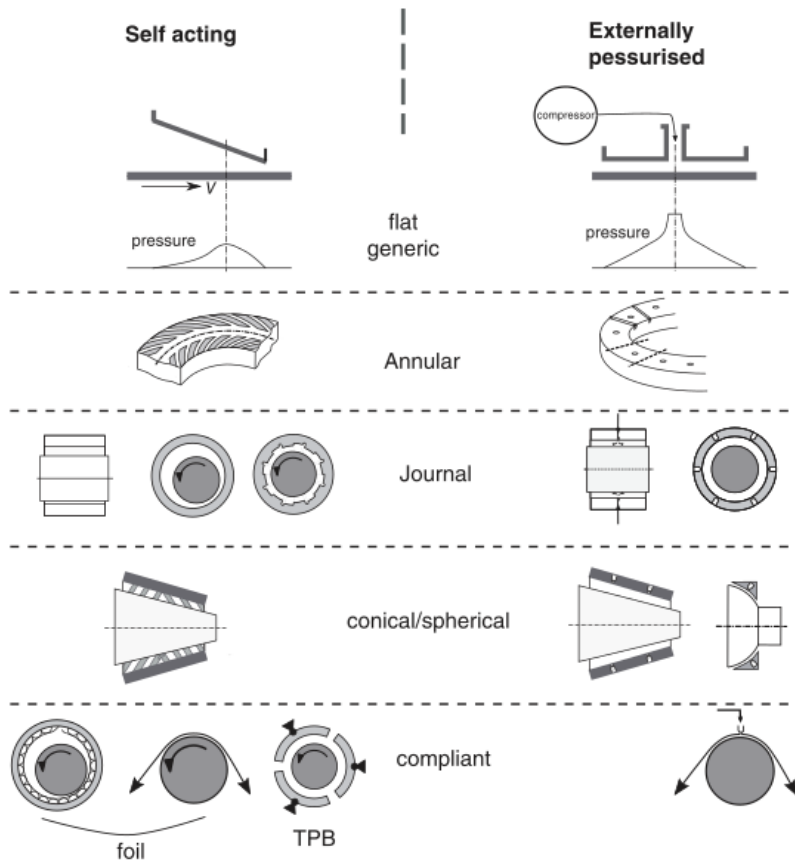 Self acting
Externally
pessurised
compressor
V
pressure
flat
generic
pressure
Annular
Journal
conical/spherical
compliant
TPB
foil